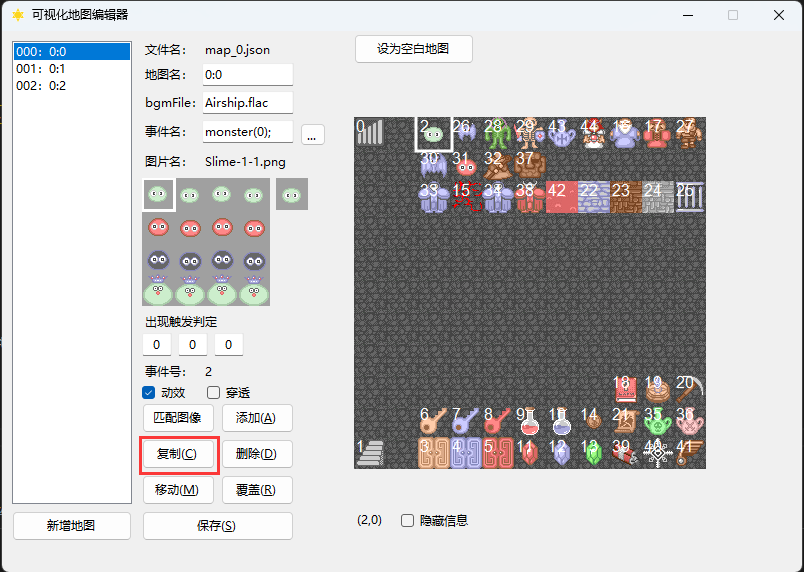 可视化地图编辑器
000: 0:0
001: 0:1
002: 0:2
新增地图
文件名: map_0.json
地图名: 0:0
bgmFile: Airship.flac
事件名: monster(0); ...
图片名: Slime-1-1.png
出现触发判定
0 0 0
事件号: 2
动效 穿透
匹配图像 添加(A)
复制(C) 删除(D)
移动(M) 覆盖(R)
保存(S)
设为空白地图
0 2 26 28 29 43 44 18 17 27
30 31 32 37
33 15 34 38 42 22 23 24 25
18 19 20
6 7 8 9 10 14 21 35 36
1 3 4 5 11 12 13 39 40 41
(2,0) 隐藏信息